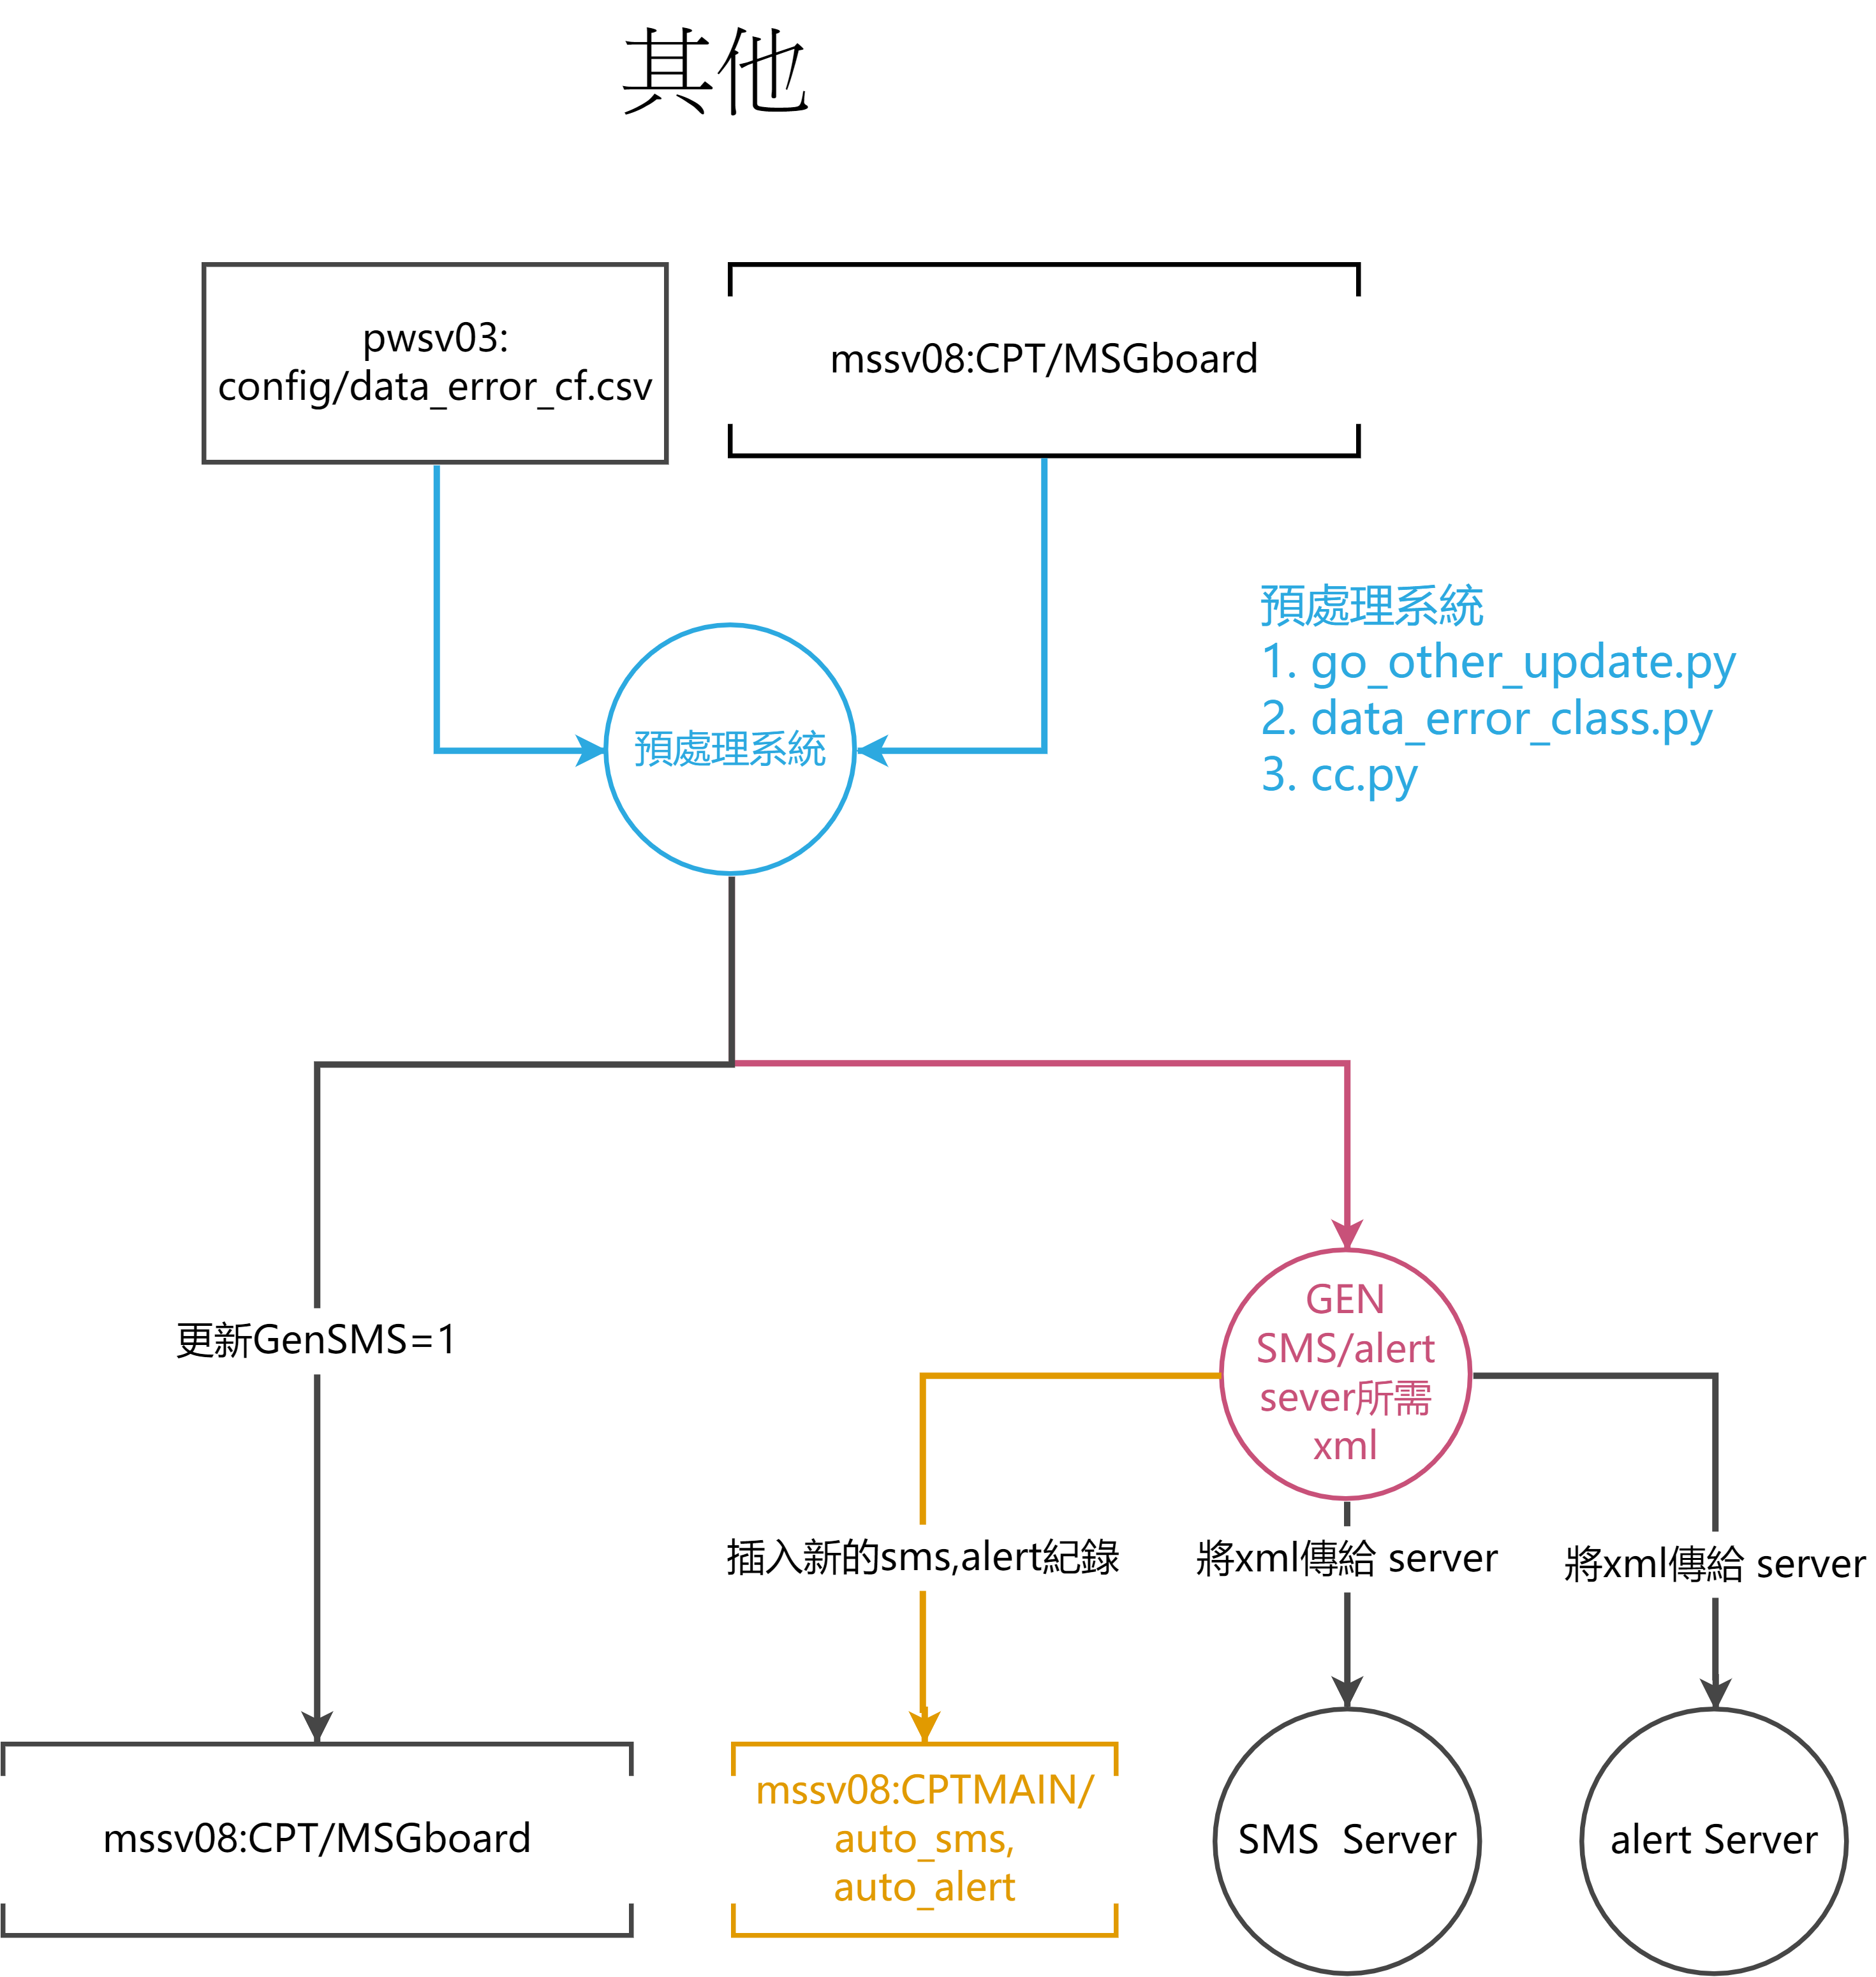 其他
pwsv03:
config/data_error_cf.csv
mssv08:CPT/MSGboard
預處理系統
1. go_other_update.py
2. data_error_class.py
3. cc.py
預處理系統
GEN
SMS/alert
sever所需
xml
更新GenSMS=1
插入新的sms,alert紀錄
將xml傳給 server
將xml傳給 server
mssv08:CPT/MSGboard
mssv08:CPTMAIN/
auto_sms,
auto_alert
SMS  Server
alert Server